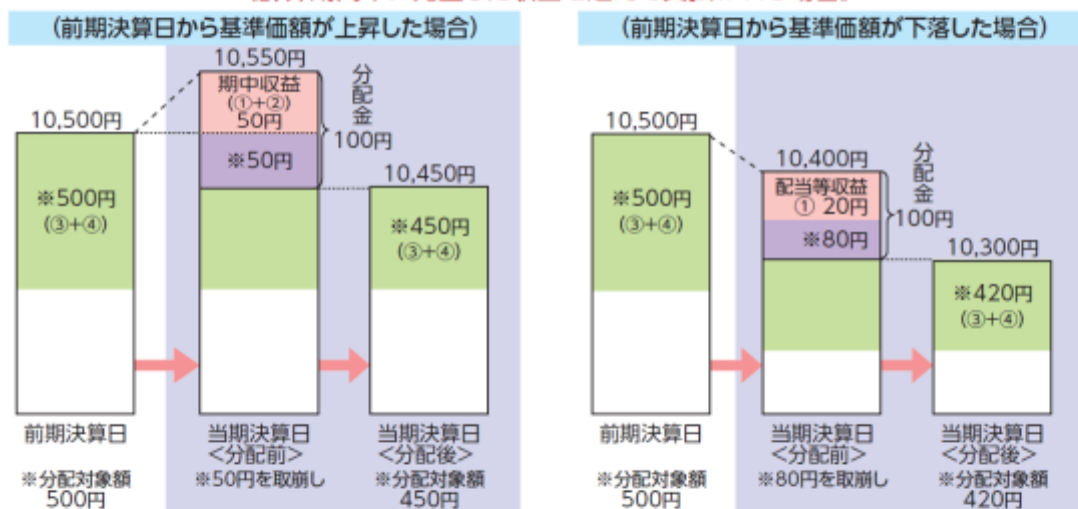 (前期決算日から基準価額が上昇した場合)
10,550円
期中収益
(①+②)
50円
※50円
分配金
100円
10,500円
※500円
(③+④)
10,450円
※450円
(③+④)
前期決算日
※分配対象額
500円
当期決算日
<分配前>
※50円を取崩し
当期決算日
<分配後>
※分配対象額
450円
(前期決算日から基準価額が下落した場合)
10,500円
※500円
(③+④)
10,400円
配当等収益
① 20円
※80円
分配金
100円
10,300円
※420円
(③+④)
前期決算日
※分配対象額
500円
当期決算日
<分配前>
※80円を取崩し
当期決算日
<分配後>
※分配対象額
420円